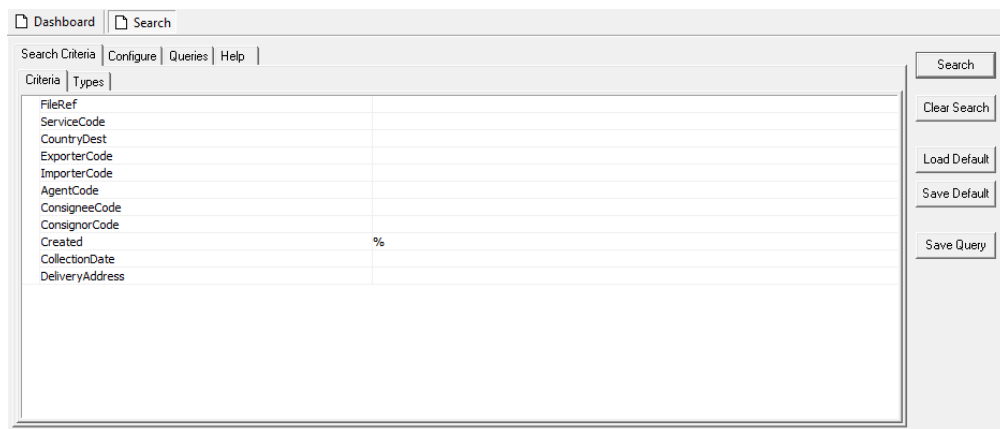 Dashboard Search
Search Criteria Configure Queries Help
Search
Criteria Types
FileRef
Clear Search
ServiceCode
CountryDest
ExporterCode
Load Default
ImporterCode
AgentCode
Save Default
ConsigneeCode
ConsignorCode
Created %
Save Query
CollectionDate
DeliveryAddress